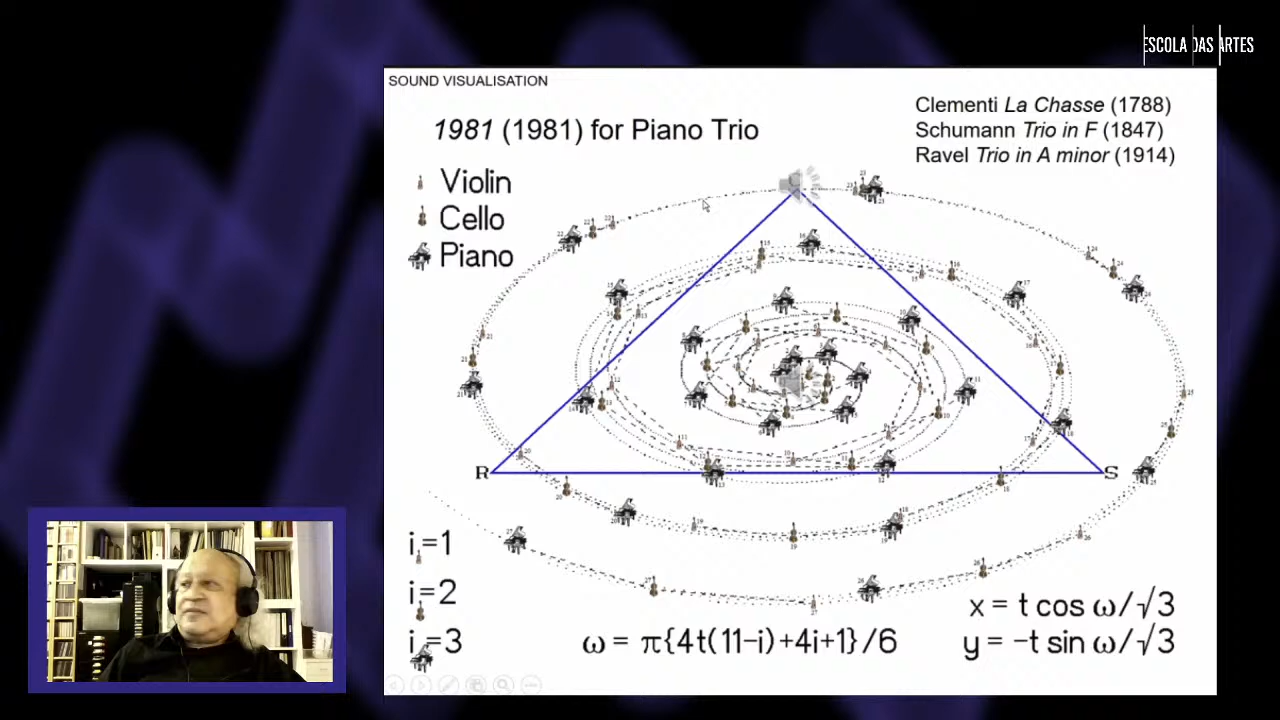 ESCOLA DAS ARTES
SOUND VISUALISATION
1981 (1981) for Piano Trio
Clementi La Chasse (1788)
Schumann Trio in F (1847)
Ravel Trio in A minor (1914)
Violin
Cello
Piano
R
S
i=1
i=2
i=3
ω = π{4t(11−i)+4i+1}/6
x = t cos ω/√3
y = −t sin ω/√3